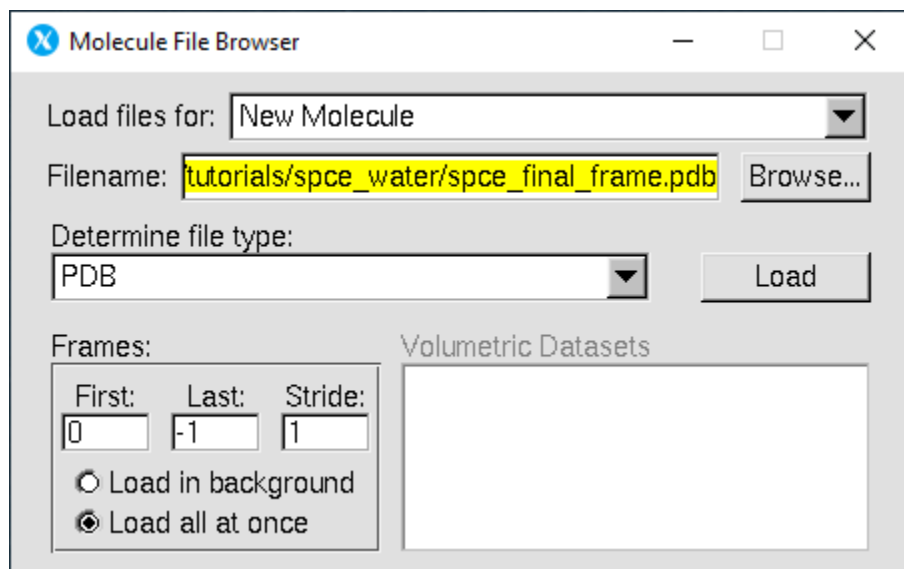 Molecule File Browser
Load files for: New Molecule
Filename: /tutorials/spce_water/spce_final_frame.pdb Browse...
Determine file type:
PDB Load
Frames: Volumetric Datasets
First: Last: Stride:
0 -1 1
Load in background
Load all at once